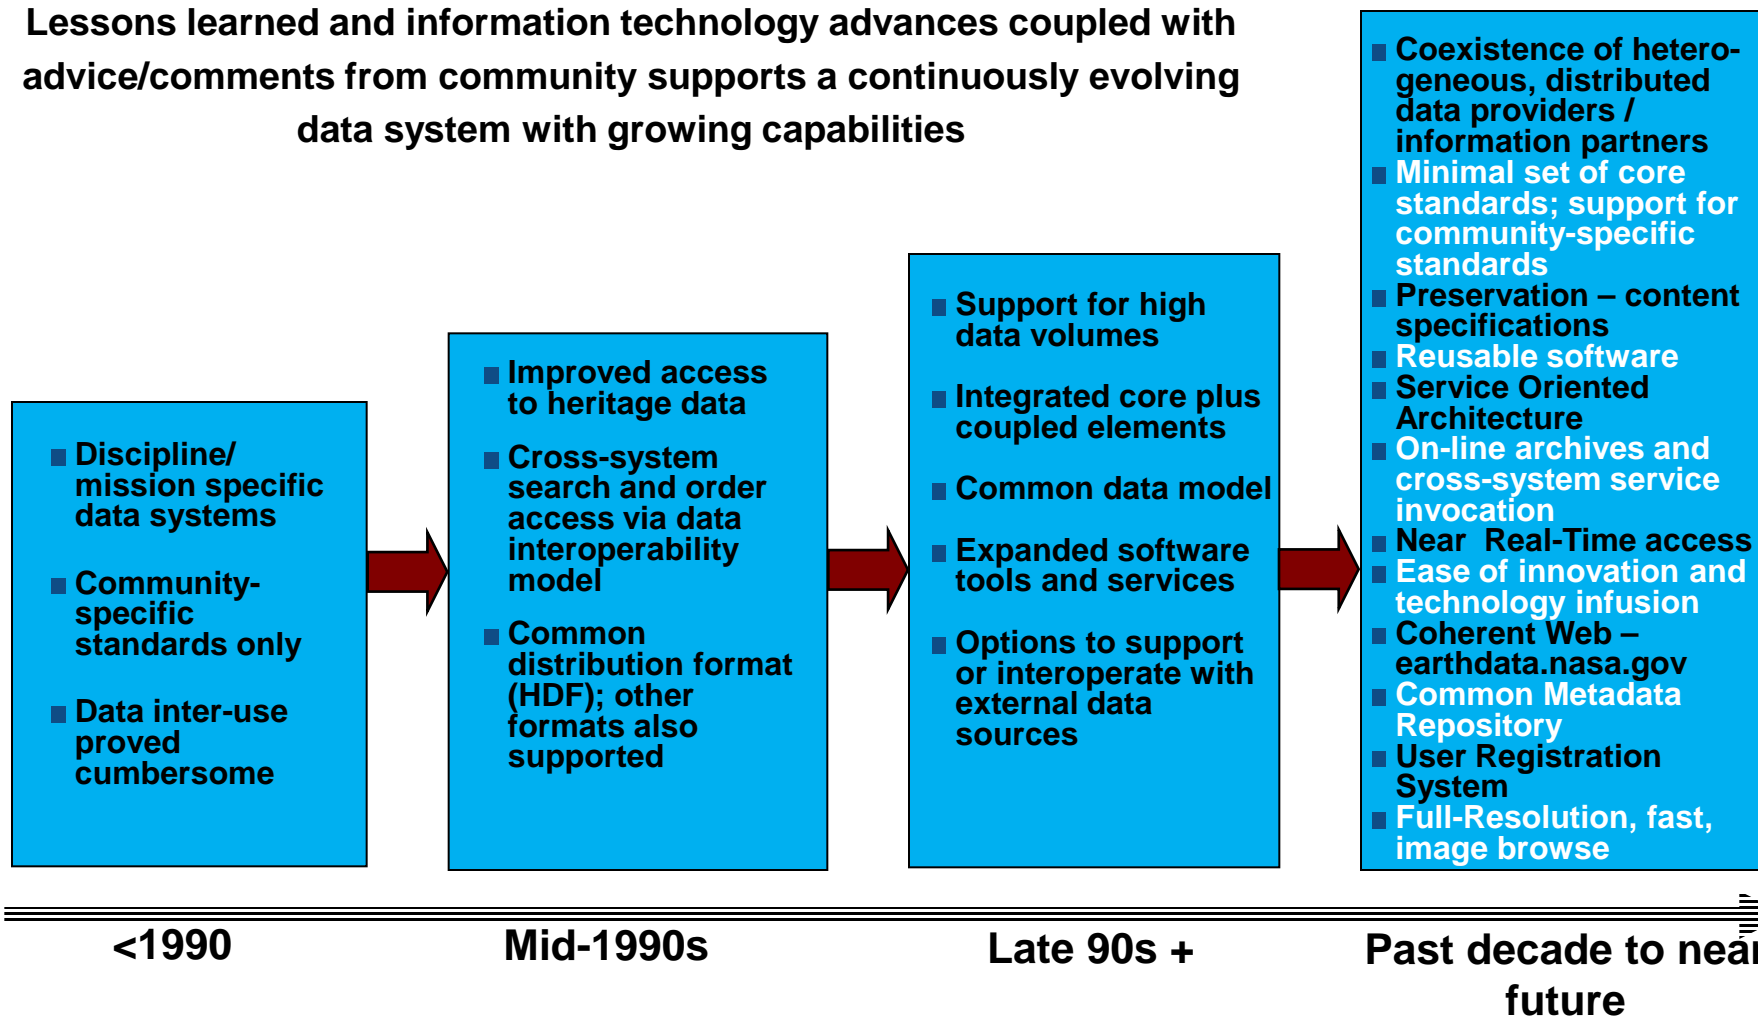 Lessons learned and information technology advances coupled with
advice/comments from community supports a continuously evolving
data system with growing capabilities
Discipline/
mission specific
data systems
Community-
specific
standards only
Data inter-use
proved
cumbersome
Improved access
to heritage data
Cross-system
search and order
access via data
interoperability
model
Common
distribution format
(HDF); other
formats also
supported
Support for high
data volumes
Integrated core plus
coupled elements
Common data model
Expanded software
tools and services
Options to support
or interoperate with
external data
sources
Coexistence of hetero-
geneous, distributed
data providers /
information partners
Minimal set of core
standards; support for
community-specific
standards
Preservation – content
specifications
Reusable software
Service Oriented
Architecture
On-line archives and
cross-system service
invocation
Near Real-Time access
Ease of innovation and
technology infusion
Coherent Web –
earthdata.nasa.gov
Common Metadata
Repository
User Registration
System
Full-Resolution, fast,
image browse
<1990
Mid-1990s
Late 90s +
Past decade to near
future